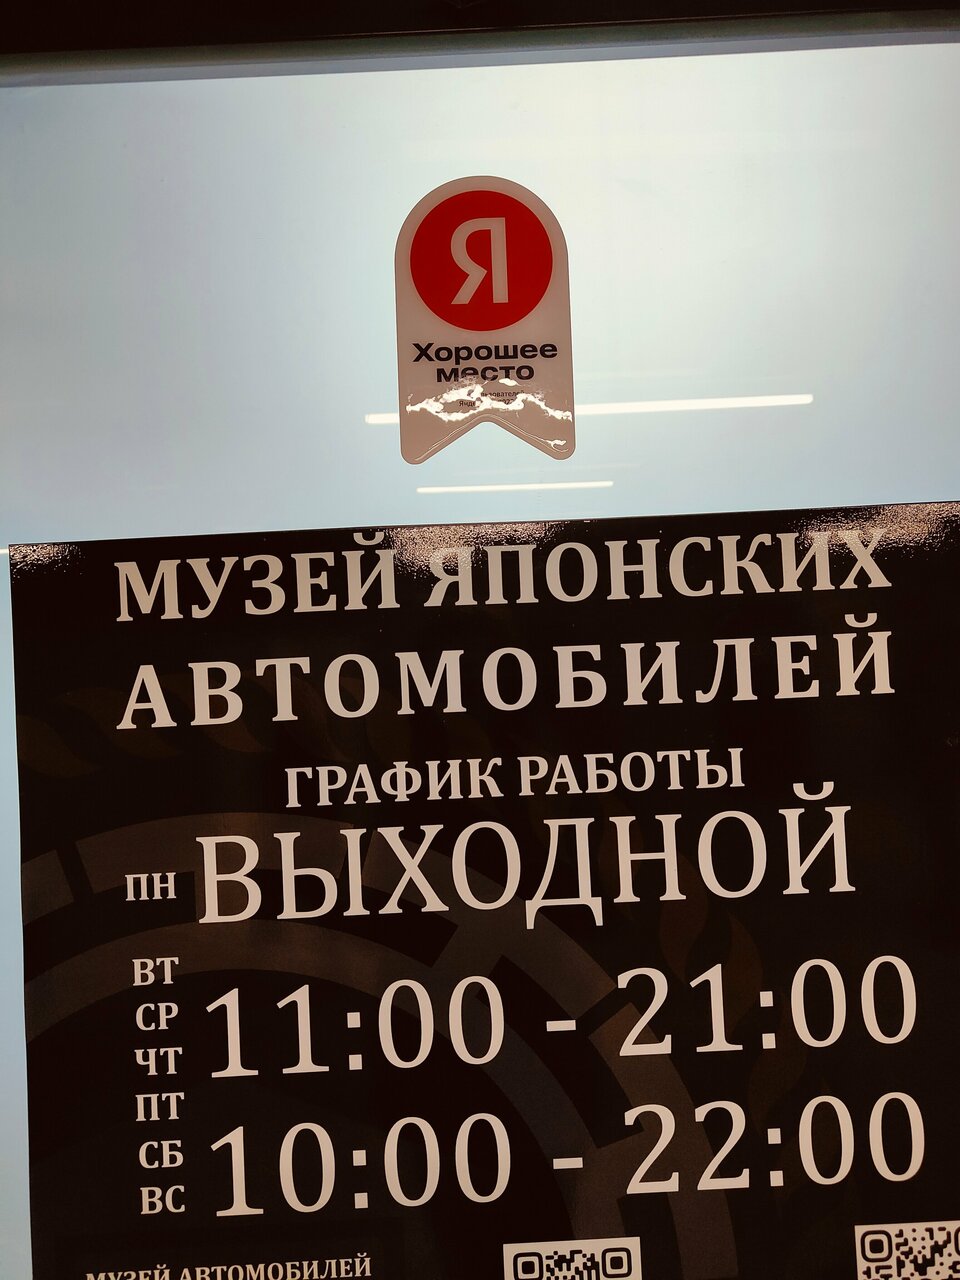 Я
Хорошее
место
МУЗЕЙ ЯПОНСКИХ
АВТОМОБИЛЕЙ
ГРАФИК РАБОТЫ
ПН ВЫХОДНОЙ
ВТ
СР 11:00 - 21:00
ЧТ
ПТ
СБ 10:00 - 22:00
ВС
МУЗЕЙ АВТОМОБИЛЕЙ